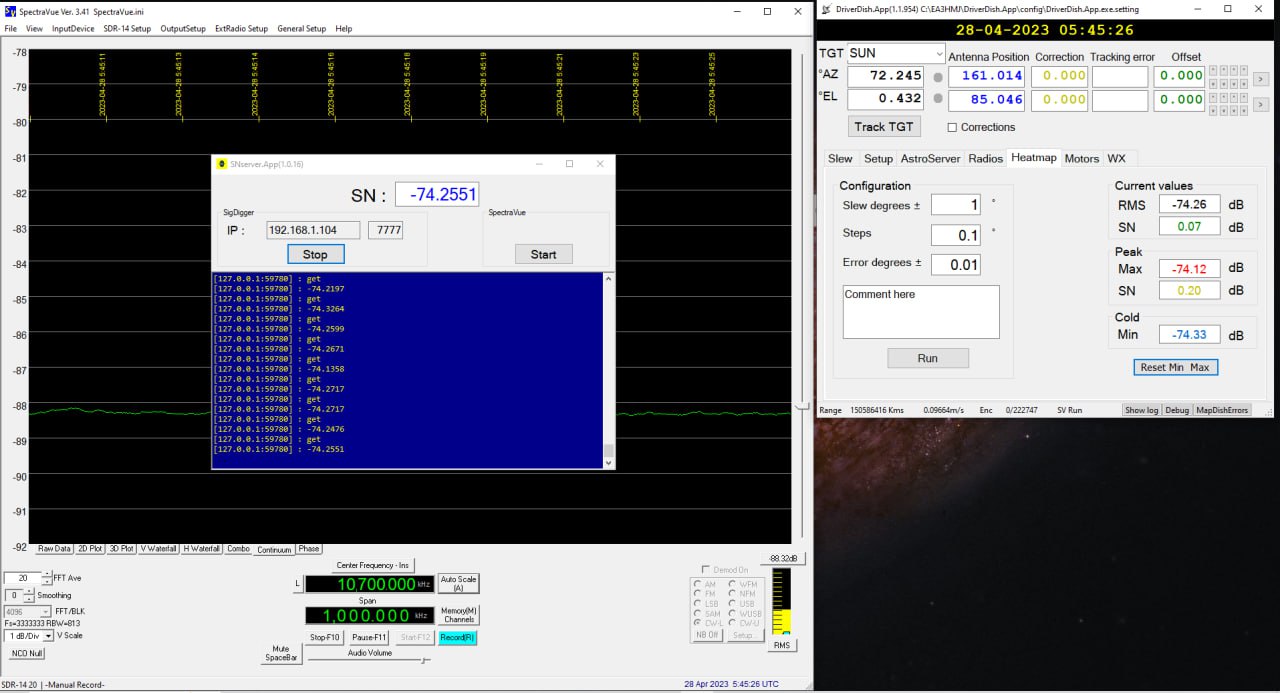 SpectraVue Ver. 3.41 SpectraVue.ini
File View InputDevice SDR-14 Setup OutputSetup ExtRadio Setup General Setup Help
-78
-79
-80
-81
-82
-83
-84
-85
-86
-87
-88
-89
-90
-91
-92
2023-04-28 5:45:11
2023-04-28 5:45:13
2023-04-28 5:45:14
2023-04-28 5:45:16
2023-04-28 5:45:18
2023-04-28 5:45:19
2023-04-28 5:45:21
2023-04-28 5:45:23
2023-04-28 5:45:25
SNserver.App(1.0.16)
SN : -74.2551
SigDigger
IP : 192.168.1.104 7777
Stop
SpectraVue
Start
[127.0.0.1:59780] : get
[127.0.0.1:59780] : -74.2197
[127.0.0.1:59780] : get
[127.0.0.1:59780] : -74.3264
[127.0.0.1:59780] : get
[127.0.0.1:59780] : -74.2599
[127.0.0.1:59780] : get
[127.0.0.1:59780] : -74.2671
[127.0.0.1:59780] : get
[127.0.0.1:59780] : -74.1358
[127.0.0.1:59780] : get
[127.0.0.1:59780] : -74.2717
[127.0.0.1:59780] : get
[127.0.0.1:59780] : -74.2717
[127.0.0.1:59780] : get
[127.0.0.1:59780] : -74.2476
[127.0.0.1:59780] : get
[127.0.0.1:59780] : -74.2551
Raw Data 2D Plot 3D Plot V Waterfall H Waterfall Combo Continuum Phase
20 FFT Ave
0 Smoothing
4096 FFT/BLK
Fs=3333333 RBW=813
1 dB/Div V Scale
NCO Null
Center Frequency - Ins
L 10,700.000 kHz Auto Scale (A)
Span
1,000.000 kHz Memory(M) Channels
Stop-F10 Pause-F11 Start-F12 Record(R)
Mute SpaceBar
Audio Volume
-88.32dB
Demod On
AM WFM
FM NFM
LSB USB
SAM WUSB
CW-L CW-U
NB Off Setup...
RMS
SDR-14 20 |-Manual Record-
28 Apr 2023 5:45:26 UTC
DriverDish.App(1.1.954) C:\EA3HMJ\DriverDish.App\config\DriverDish.App.exe.setting
28-04-2023 05:45:26
TGT SUN Antenna Position Correction Tracking error Offset
°AZ 72.245 161.014 0.000 0.000 >
°EL 0.432 85.046 0.000 0.000 >
Track TGT Corrections
Slew Setup AstroServer Radios Heatmap Motors WX
Configuration
Slew degrees ± 1 °
Steps 0.1 °
Error degrees ± 0.01
Comment here
Run
Current values
RMS -74.26 dB
SN 0.07 dB
Peak
Max -74.12 dB
SN 0.20 dB
Cold
Min -74.33 dB
Reset Min Max
Range 150586416 Kms 0.09664m/s Enc 0/222747 SV Run Show log Debug MapDishErrors